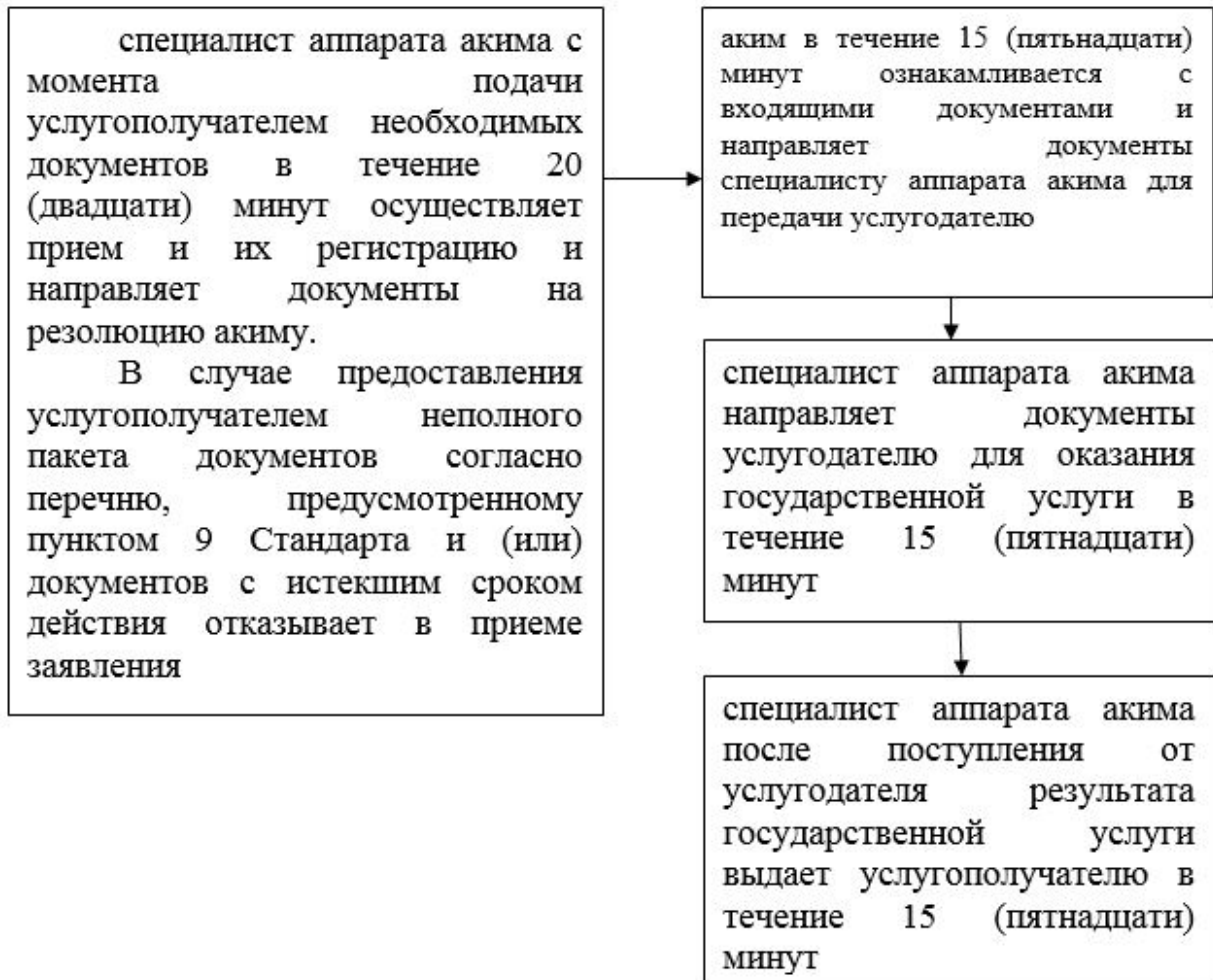 специалист аппарата акима с
момента подачи
услугополучателем необходимых
документов в течение 20
(двадцати) минут осуществляет
прием и их регистрацию и
направляет документы на
резолюцию акиму.
В случае предоставления
услугополучателем неполного
пакета документов согласно
перечню, предусмотренному
пунктом 9 Стандарта и (или)
документов с истекшим сроком
действия отказывает в приеме
заявления
аким в течение 15 (пятьнадцати)
минут ознакамливается с
входящими документами и
направляет документы
специалисту аппарата акима для
передачи услугодателю
специалист аппарата акима
направляет документы
услугодателю для оказания
государственной услуги в
течение 15 (пятнадцати)
минут
специалист аппарата акима
после поступления от
услугодателя результата
государственной услуги
выдает услугополучателю в
течение 15 (пятнадцати)
минут